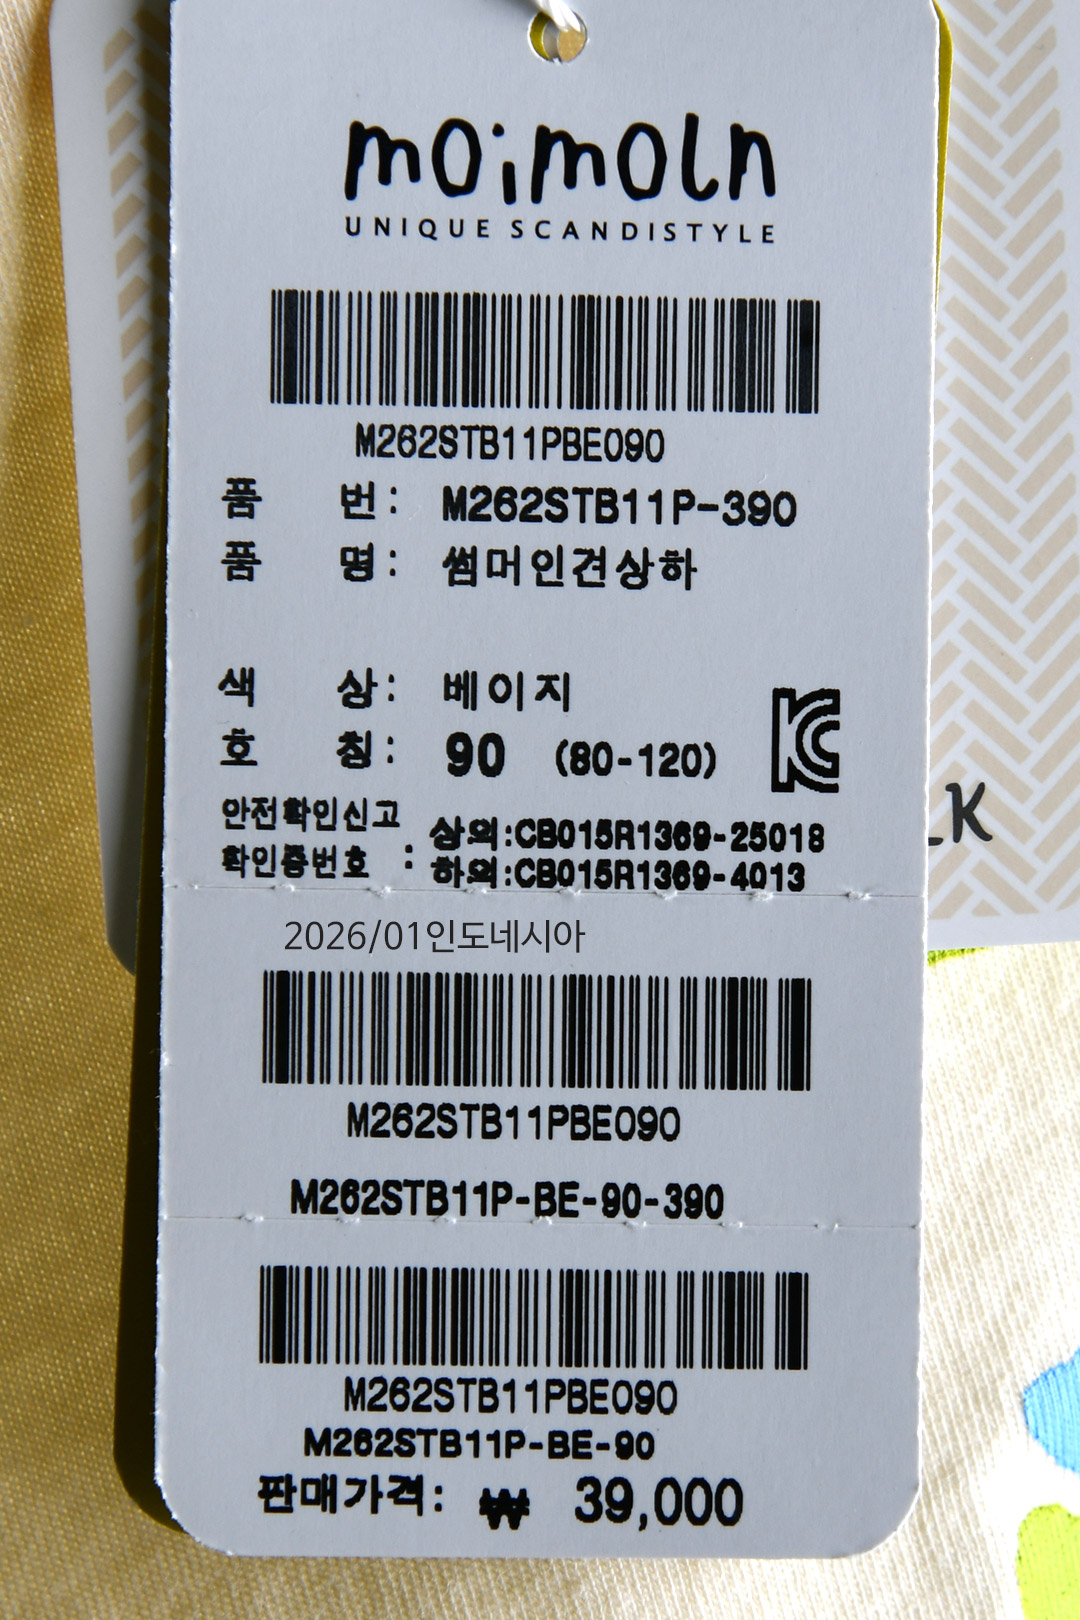 moimoln
UNIQUE SCANDISTYLE
M262STB11PBE090
품 번: M262STB11P-390
품 명: 썸머인견상하
색 상: 베이지
호 칭: 90 (80-120)
안전확인신고
확인증번호 : 상의:CB015R1369-25018
하의:CB015R1369-4013
2026/01인도네시아
M262STB11PBE090
M262STB11P-BE-90-390
M262STB11PBE090
M262STB11P-BE-90
판매가격: ₩ 39,000